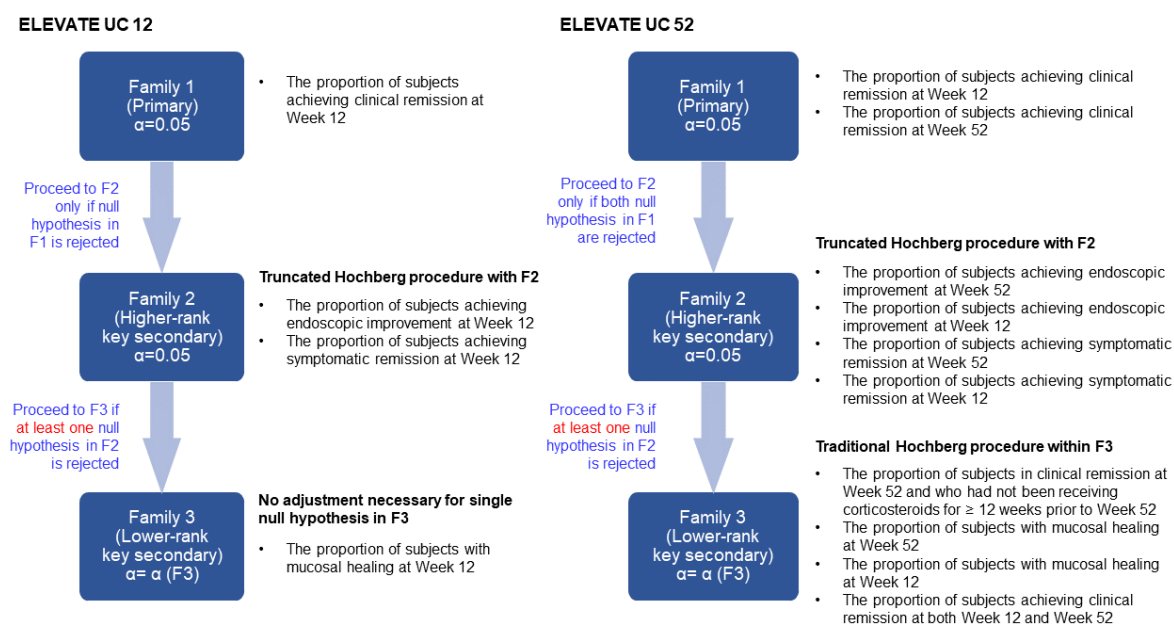 ELEVATE UC 12
Family 1
(Primary)
α=0.05
• The proportion of subjects
achieving clinical remission at
Week 12
Proceed to F2
only if null
hypothesis in
F1 is rejected
Truncated Hochberg procedure with F2
Family 2
(Higher-rank
key secondary)
α=0.05
• The proportion of subjects achieving
endoscopic improvement at Week 12
• The proportion of subjects achieving
symptomatic remission at Week 12
Proceed to F3 if
at least one null
hypothesis in F2
is rejected
No adjustment necessary for single
null hypothesis in F3
Family 3
(Lower-rank
key secondary)
α= α (F3)
• The proportion of subjects with
mucosal healing at Week 12
ELEVATE UC 52
Family 1
(Primary)
α=0.05
• The proportion of subjects achieving clinical
remission at Week 12
• The proportion of subjects achieving clinical
remission at Week 52
Proceed to F2
only if both null
hypothesis in F1
are rejected
Truncated Hochberg procedure with F2
Family 2
(Higher-rank
key secondary)
α=0.05
• The proportion of subjects achieving endoscopic
improvement at Week 52
• The proportion of subjects achieving endoscopic
improvement at Week 12
• The proportion of subjects achieving symptomatic
remission at Week 52
• The proportion of subjects achieving symptomatic
remission at Week 12
Proceed to F3 if
at least one null
hypothesis in F2
is rejected
Traditional Hochberg procedure within F3
Family 3
(Lower-rank
key secondary)
α= α (F3)
• The proportion of subjects in clinical remission at
Week 52 and who had not been receiving
corticosteroids for ≥ 12 weeks prior to Week 52
• The proportion of subjects with mucosal healing
at Week 52
• The proportion of subjects with mucosal healing
at Week 12
• The proportion of subjects achieving clinical
remission at both Week 12 and Week 52